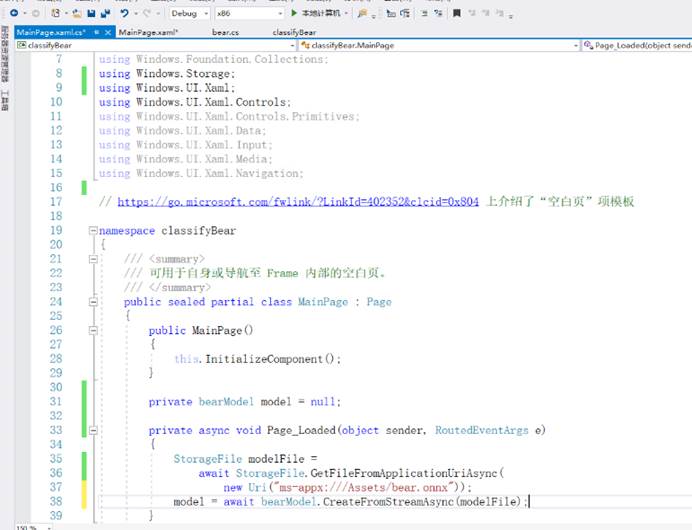 Debug x86 本地计算机
MainPage.xaml.cs* MainPage.xaml* bear.cs classifyBear
classifyBear classifyBear.MainPage Page_Loaded(object sende
7 using Windows.Foundation.Collections;
8 using Windows.Storage;
9 using Windows.UI.Xaml;
10 using Windows.UI.Xaml.Controls;
11 using Windows.UI.Xaml.Controls.Primitives;
12 using Windows.UI.Xaml.Data;
13 using Windows.UI.Xaml.Input;
14 using Windows.UI.Xaml.Media;
15 using Windows.UI.Xaml.Navigation;
16
17 // https://go.microsoft.com/fwlink/?LinkId=402352&clcid=0x804 上介绍了“空白页”项模板
18
19 namespace classifyBear
20 {
21 /// <summary>
22 /// 可用于自身或导航至 Frame 内部的空白页。
23 /// </summary>
24 public sealed partial class MainPage : Page
25 {
26 public MainPage()
27 {
28 this.InitializeComponent();
29 }
30
31 private bearModel model = null;
32
33 private async void Page_Loaded(object sender, RoutedEventArgs e)
34 {
35 StorageFile modelFile =
36 await StorageFile.GetFileFromApplicationUriAsync(
37 new Uri("ms-appx:///Assets/bear.onnx"));
38 model = await bearModel.CreateFromStreamAsync(modelFile);
39 }
150 %